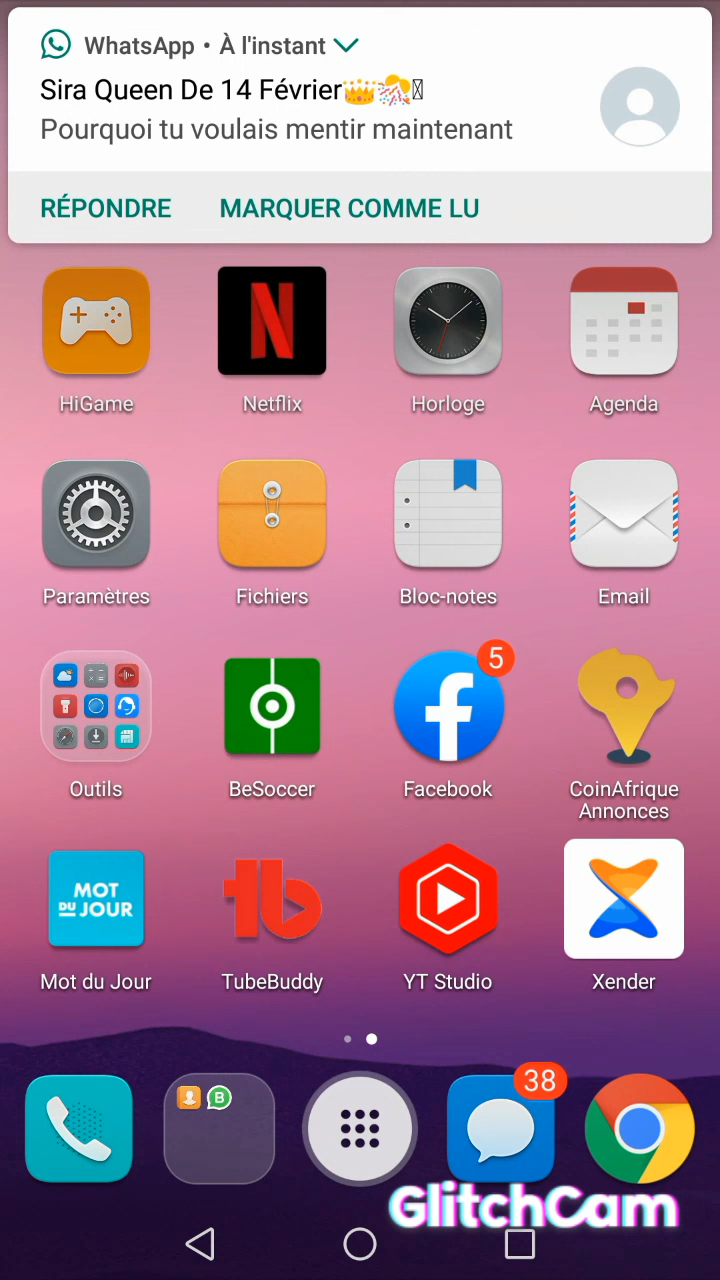 WhatsApp • À l'instant
Sira Queen De 14 Février👑🎊
Pourquoi tu voulais mentir maintenant
RÉPONDRE MARQUER COMME LU
HiGame Netflix Horloge Agenda
Paramètres Fichiers Bloc-notes Email
5
Outils BeSoccer Facebook CoinAfrique Annonces
MOT
DU JOUR
Mot du Jour TubeBuddy YT Studio Xender
B
38
GlitchCam